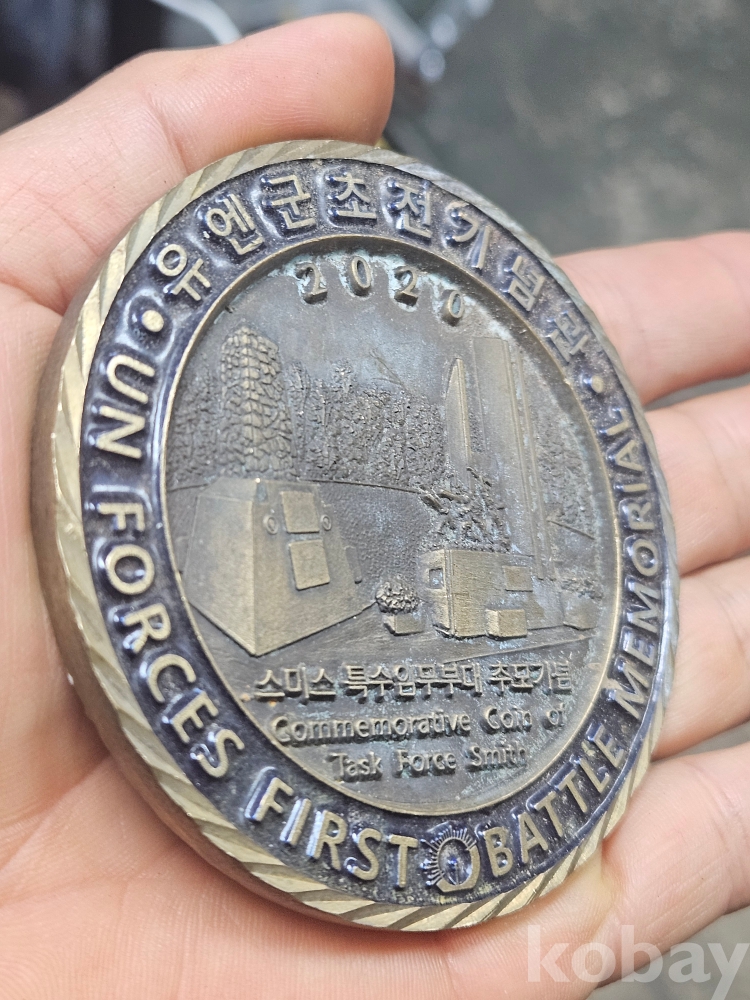 유엔군초전기념관
2020
소미스 특수임무부대 추모기념
Commemorative Coin of
Task Force Smith
UN FORCES FIRST BATTLE MEMORIAL
kobay